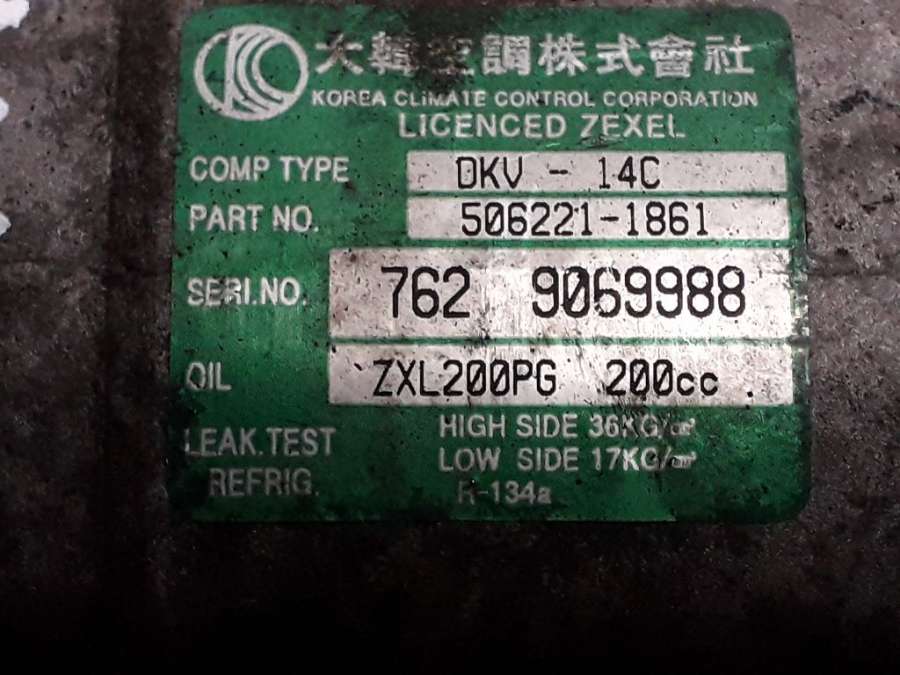 大韓空調株式會社
KOREA CLIMATE CONTROL CORPORATION
LICENCED ZEXEL
COMP TYPE DKV - 14C
PART NO. 506221-1861
SERI.NO. 762 9069988
OIL ZXL200PG 200cc.
LEAK.TEST HIGH SIDE 36KG/㎠
LOW SIDE 17KG/㎠
REFRIG. R-134a